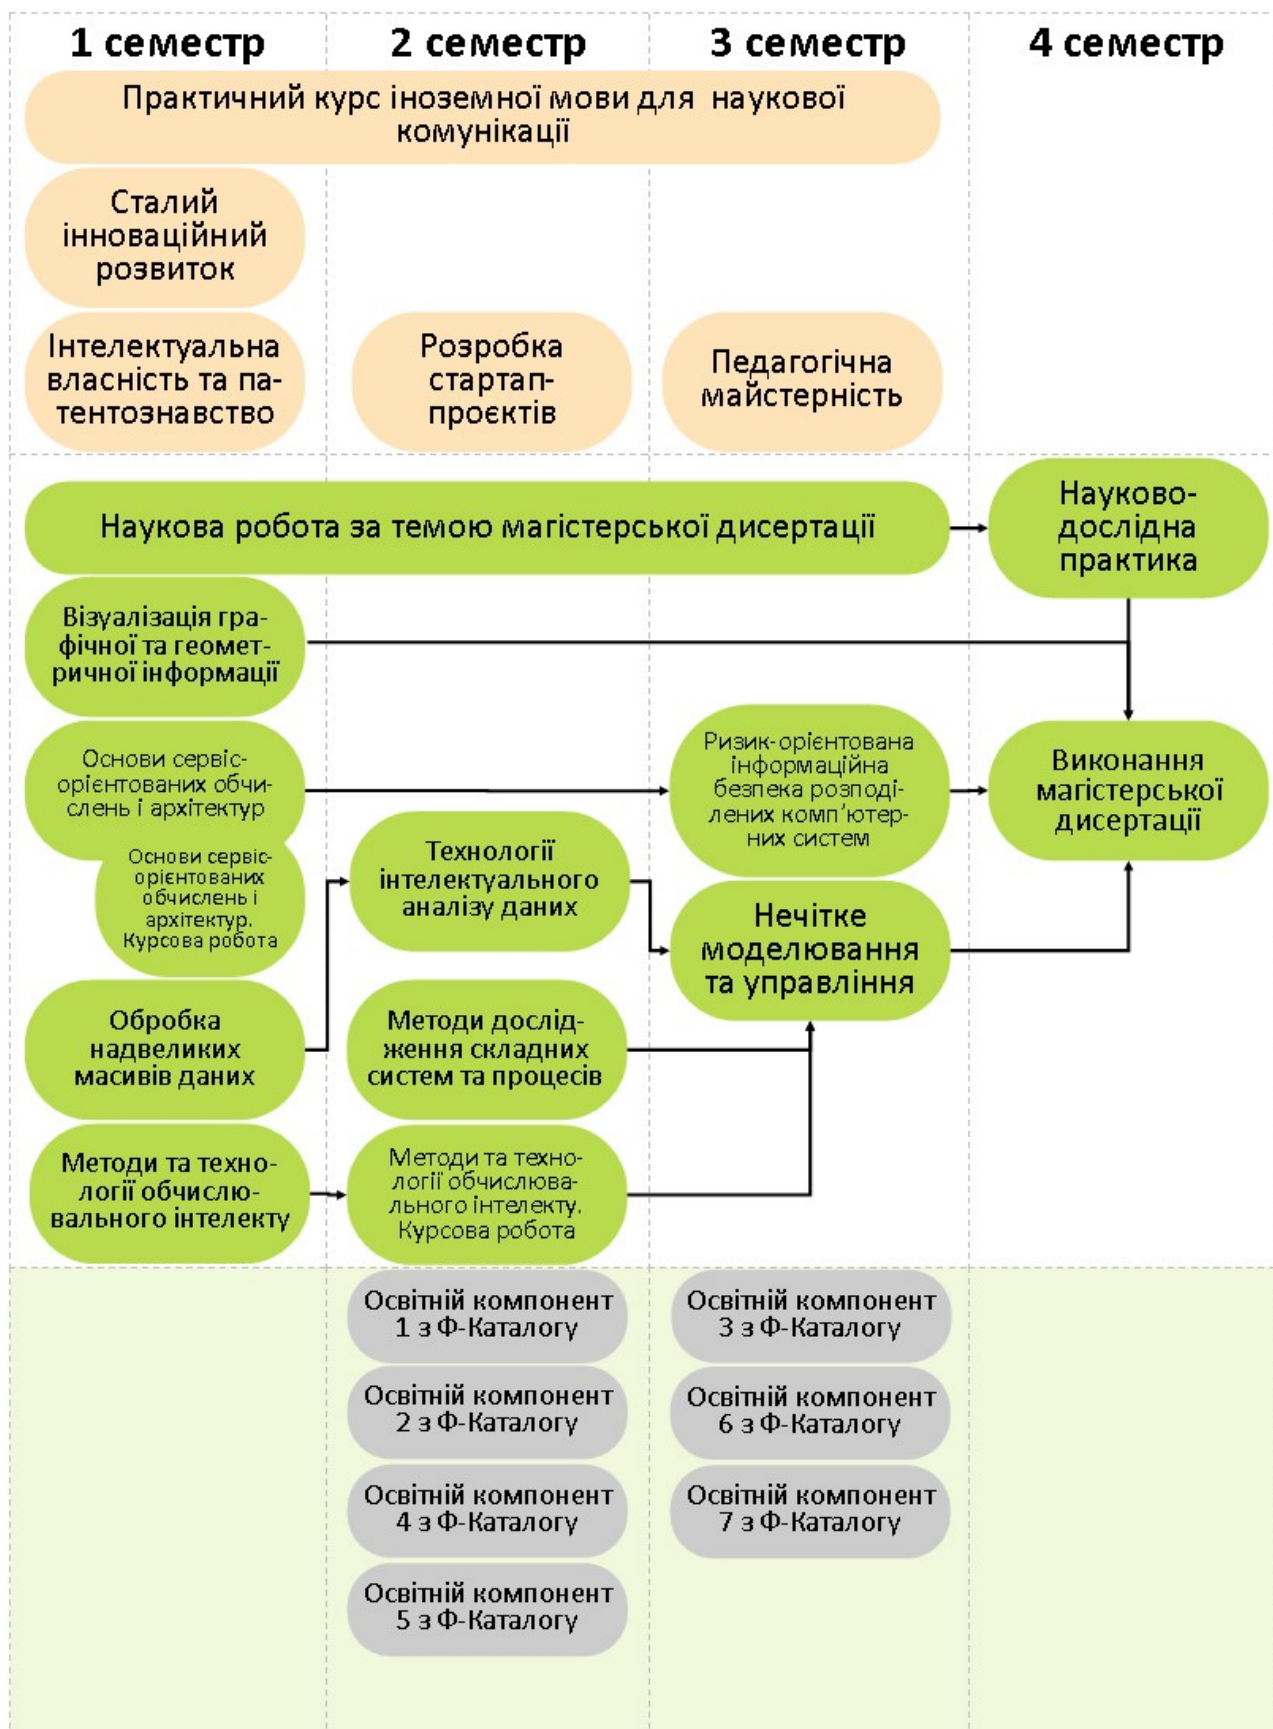 1 семестр
2 семестр
3 семестр
4 семестр
Практичний курс іноземної мови для наукової
комунікації
Сталий
інноваційний
розвиток
Інтелектуальна
власність та па-
тентознавство
Розробка
стартап-
проєктів
Педагогічна
майстерність
Наукова робота за темою магістерської дисертації
Науково-
дослідна
практика
Візуалізація гра-
фічної та геомет-
ричної інформації
Основи сервіс-
орієнтованих обчи-
слень і архітектур
Ризик-орієнтована
інформаційна
безпека розподі-
лених комп’ютер-
них систем
Виконання
магістерської
дисертації
Основи сервіс-
орієнтованих
обчислень і
архітектур.
Курсова робота
Технології
інтелектуального
аналізу даних
Нечітке
моделювання
та управління
Обробка
надвеликих
масивів даних
Методи дослід-
ження складних
систем та процесів
Методи та техно-
логії обчислю-
вального інтелекту
Методи та техно-
логії обчислюва-
льного інтелекту.
Курсова робота
Освітній компонент
1 з Ф-Каталогу
Освітній компонент
3 з Ф-Каталогу
Освітній компонент
2 з Ф-Каталогу
Освітній компонент
6 з Ф-Каталогу
Освітній компонент
4 з Ф-Каталогу
Освітній компонент
7 з Ф-Каталогу
Освітній компонент
5 з Ф-Каталогу